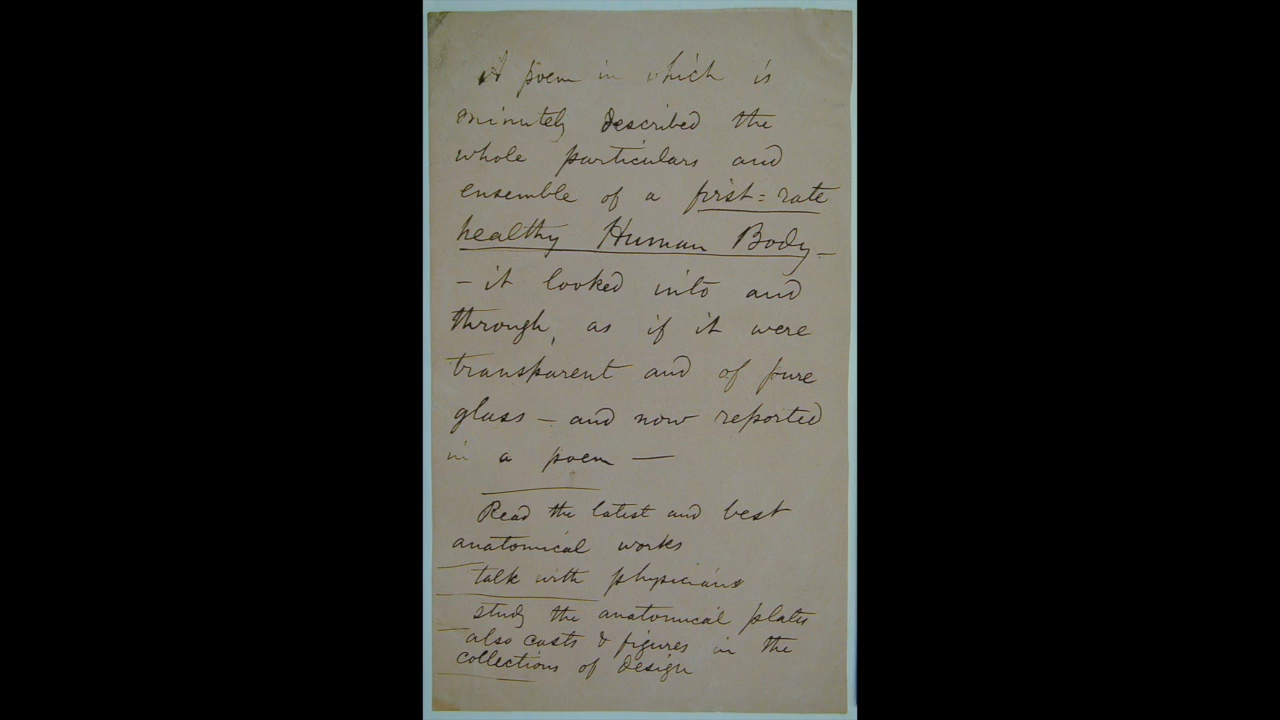 A poem in which is
minutely described the
whole particulars and
ensemble of a first=rate
healthy Human Body—
— it looked into and
through, as if it were
transparent and of pure
glass — and now reported
in a poem —
Read the latest and best
anatomical works
talk with physicians
study the anatomical plates
also casts & figures in the
collections of design